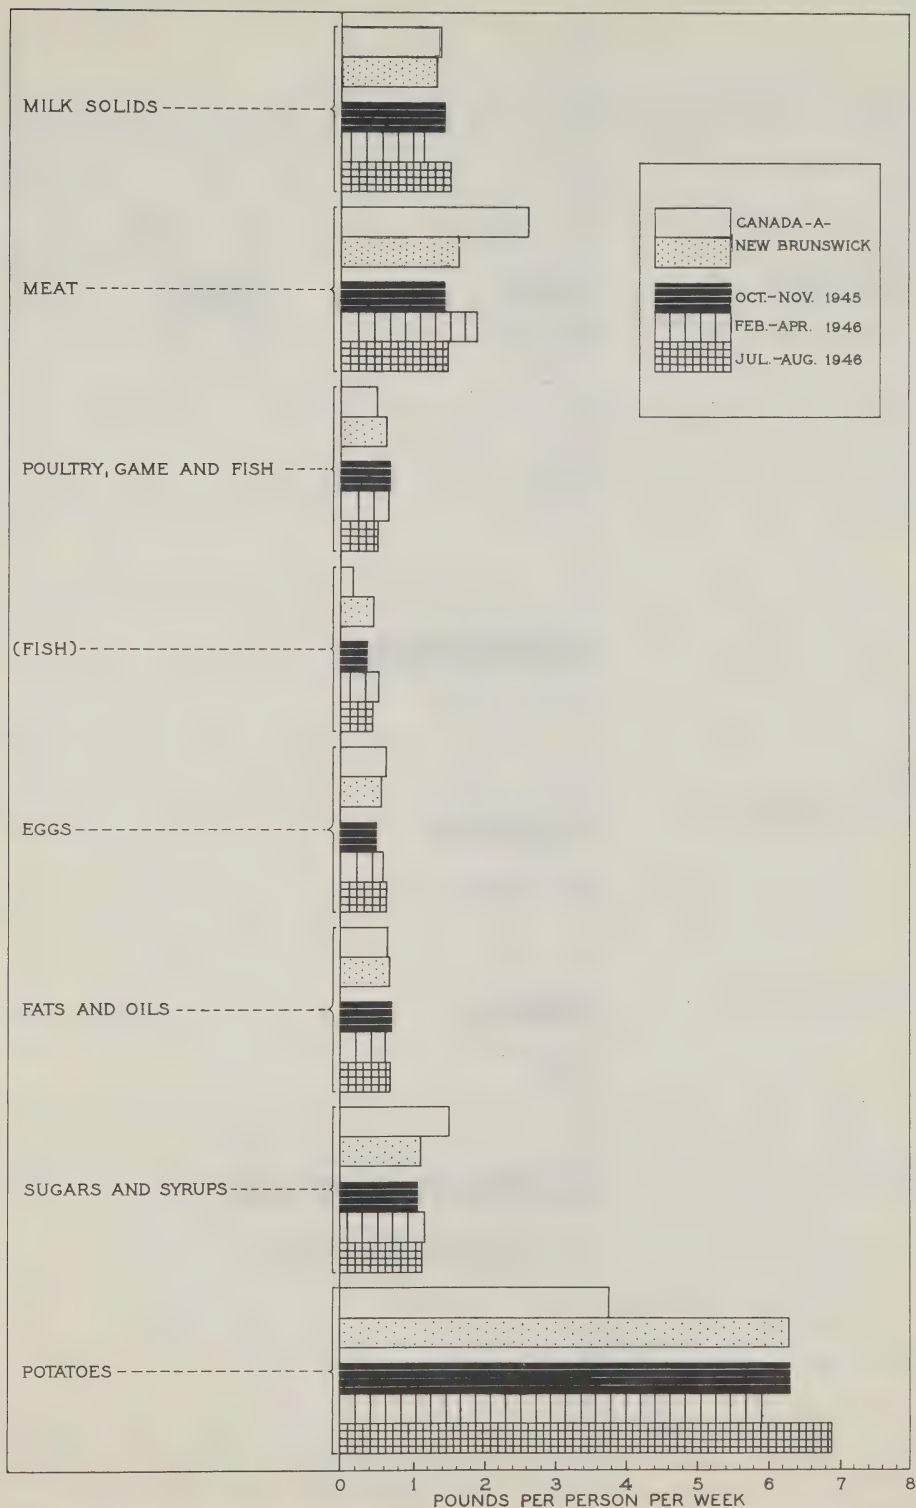 MILK SOLIDS
MEAT
POULTRY, GAME AND FISH
(FISH)
EGGS
FATS AND OILS
SUGARS AND SYRUPS
POTATOES
CANADA-A-
NEW BRUNSWICK
OCT.-NOV. 1945
FEB.-APR. 1946
JUL.-AUG. 1946
0 1 2 3 4 5 6 7 8
POUNDS PER PERSON PER WEEK